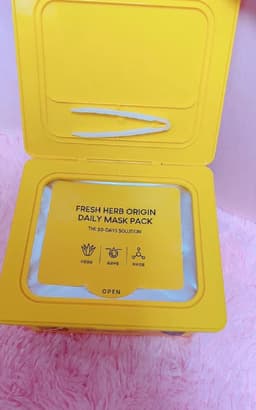 FRESH HERB ORIGIN
DAILY MASK PACK
THE 30-DAYS SOLUTION
OPEN